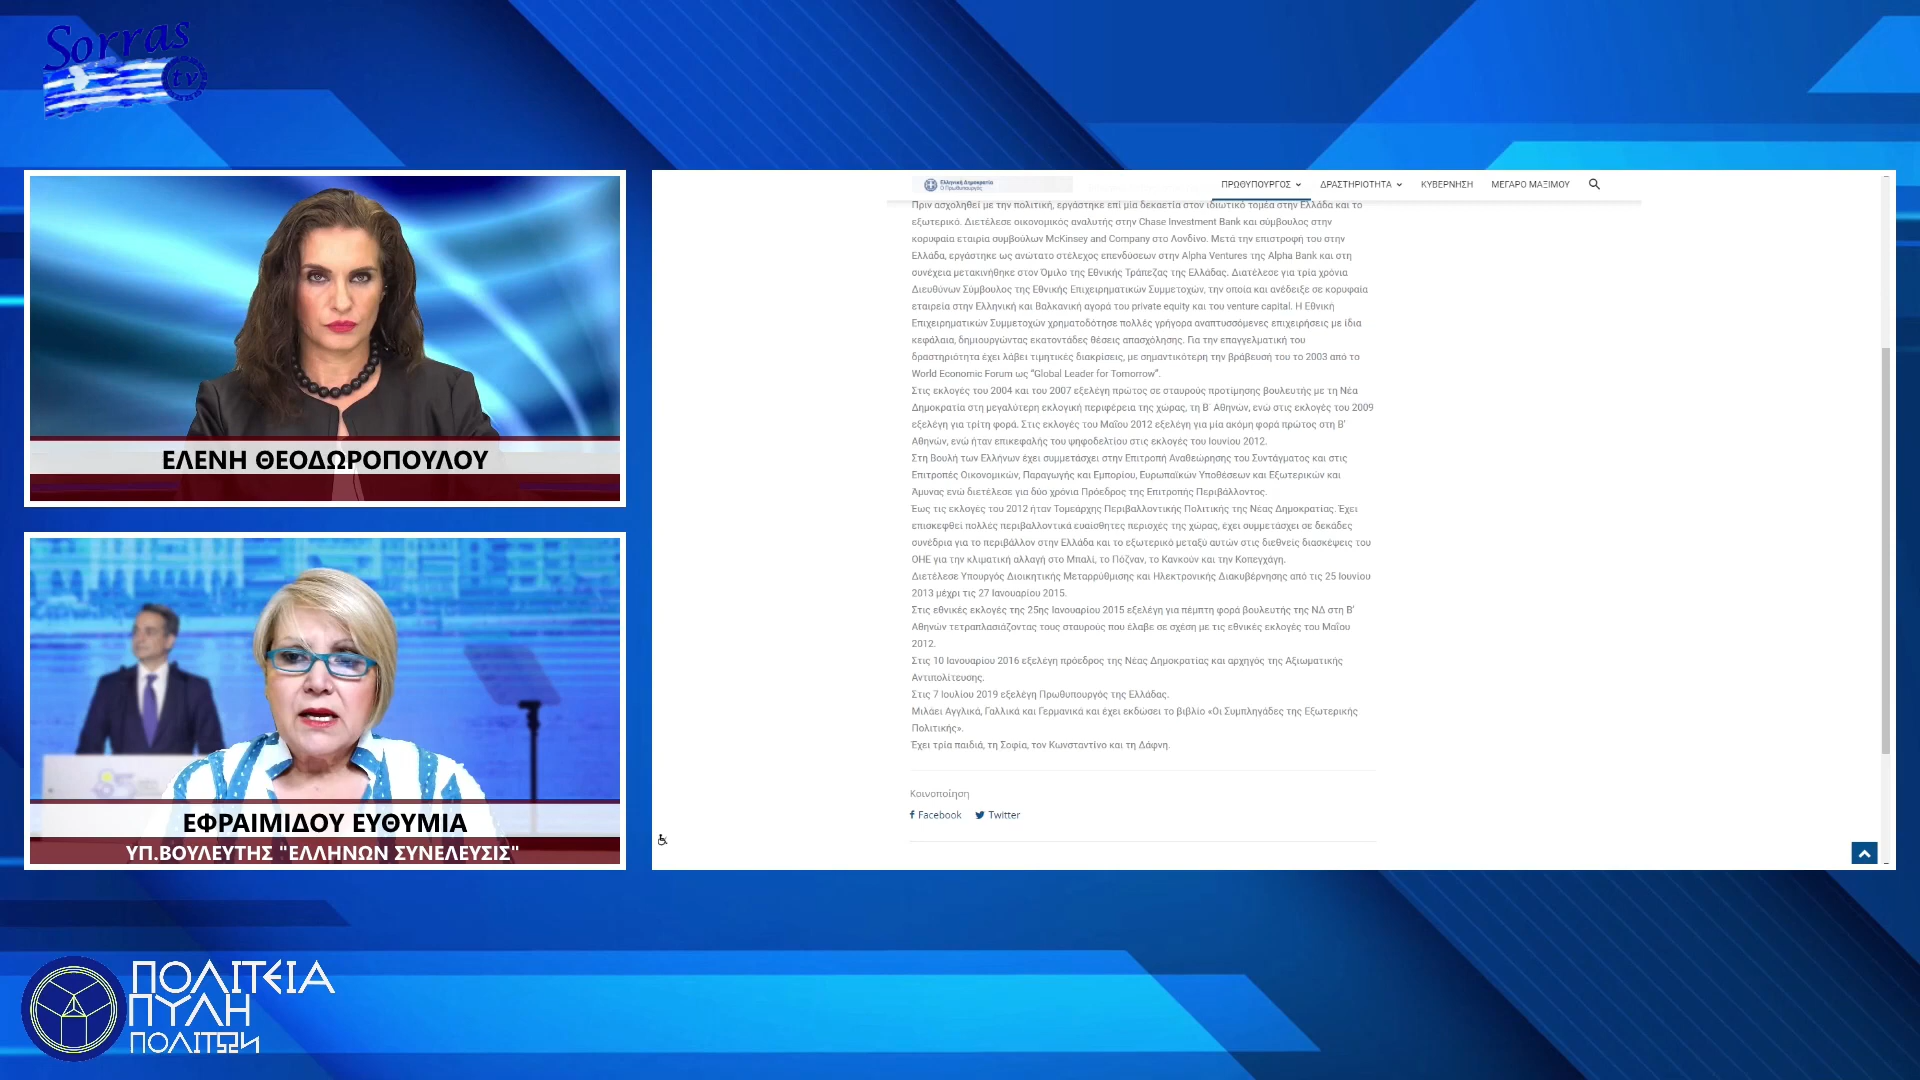 Sorras
tv
ΕΛΕΝΗ ΘΕΟΔΩΡΟΠΟΥΛΟΥ
ΕΦΡΑΙΜΙΔΟΥ ΕΥΘΥΜΙΑ
ΥΠ.ΒΟΥΛΕΥΤΗΣ "ΕΛΛΗΝΩΝ ΣΥΝΕΛΕΥΣΙΣ"
Ελληνική Δημοκρατία
Ο Πρωθυπουργός
ΠΡΩΘΥΠΟΥΡΓΟΣ ΔΡΑΣΤΗΡΙΟΤΗΤΑ ΚΥΒΕΡΝΗΣΗ ΜΕΓΑΡΟ ΜΑΞΙΜΟΥ
Πριν ασχοληθεί με την πολιτική, εργάστηκε επί μία δεκαετία στον ιδιωτικό τομέα στην Ελλάδα και το
εξωτερικό. Διετέλεσε οικονομικός αναλυτής στην Chase Investment Bank και σύμβουλος στην
κορυφαία εταιρία συμβούλων McKinsey and Company στο Λονδίνο. Μετά την επιστροφή του στην
Ελλάδα, εργάστηκε ως ανώτατο στέλεχος επενδύσεων στην Alpha Ventures της Alpha Bank και στη
συνέχεια μετακινήθηκε στον Όμιλο της Εθνικής Τράπεζας της Ελλάδας. Διατέλεσε για τρία χρόνια
Διευθύνων Σύμβουλος της Εθνικής Επιχειρηματικών Συμμετοχών, την οποία και ανέδειξε σε κορυφαία
εταιρεία στην Ελληνική και Βαλκανική αγορά του private equity και του venture capital. Η Εθνική
Επιχειρηματικών Συμμετοχών χρηματοδότησε πολλές γρήγορα αναπτυσσόμενες επιχειρήσεις με ίδια
κεφάλαια, δημιουργώντας εκατοντάδες θέσεις απασχόλησης. Για την επαγγελματική του
δραστηριότητα έχει λάβει τιμητικές διακρίσεις, με σημαντικότερη την βράβευσή του το 2003 από το
World Economic Forum ως “Global Leader for Tomorrow”.
Στις εκλογές του 2004 και του 2007 εξελέγη πρώτος σε σταυρούς προτίμησης βουλευτής με τη Νέα
Δημοκρατία στη μεγαλύτερη εκλογική περιφέρεια της χώρας, τη Β΄ Αθηνών, ενώ στις εκλογές του 2009
εξελέγη για τρίτη φορά. Στις εκλογές του Μαΐου 2012 εξελέγη για μία ακόμη φορά πρώτος στη Β’
Αθηνών, ενώ ήταν επικεφαλής του ψηφοδελτίου στις εκλογές του Ιουνίου 2012.
Στη Βουλή των Ελλήνων έχει συμμετάσχει στην Επιτροπή Αναθεώρησης του Συντάγματος και στις
Επιτροπές Οικονομικών, Παραγωγής και Εμπορίου, Ευρωπαϊκών Υποθέσεων και Εξωτερικών και
Άμυνας ενώ διετέλεσε για δύο χρόνια Πρόεδρος της Επιτροπής Περιβάλλοντος.
Έως τις εκλογές του 2012 ήταν Τομεάρχης Περιβαλλοντικής Πολιτικής της Νέας Δημοκρατίας. Έχει
επισκεφθεί πολλές περιβαλλοντικά ευαίσθητες περιοχές της χώρας, έχει συμμετάσχει σε δεκάδες
συνέδρια για το περιβάλλον στην Ελλάδα και το εξωτερικό μεταξύ αυτών στις διεθνείς διασκέψεις του
ΟΗΕ για την κλιματική αλλαγή στο Μπαλί, το Πόζναν, το Κανκούν και την Κοπεγχάγη.
Διετέλεσε Υπουργός Διοικητικής Μεταρρύθμισης και Ηλεκτρονικής Διακυβέρνησης από τις 25 Ιουνίου
2013 μέχρι τις 27 Ιανουαρίου 2015.
Στις εθνικές εκλογές της 25ης Ιανουαρίου 2015 εξελέγη για πέμπτη φορά βουλευτής της ΝΔ στη Β’
Αθηνών τετραπλασιάζοντας τους σταυρούς που έλαβε σε σχέση με τις εθνικές εκλογές του Μαΐου
2012.
Στις 10 Ιανουαρίου 2016 εξελέγη πρόεδρος της Νέας Δημοκρατίας και αρχηγός της Αξιωματικής
Αντιπολίτευσης.
Στις 7 Ιουλίου 2019 εξελέγη Πρωθυπουργός της Ελλάδας.
Μιλάει Αγγλικά, Γαλλικά και Γερμανικά και έχει εκδώσει το βιβλίο «Οι Συμπληγάδες της Εξωτερικής
Πολιτικής».
Έχει τρία παιδιά, τη Σοφία, τον Κωνσταντίνο και τη Δάφνη.
Κοινοποίηση
Facebook Twitter
ΠΟΛΙΤΕΙΑ
ΠΥΛΗ
ΠΟΛΙΤΩΝ